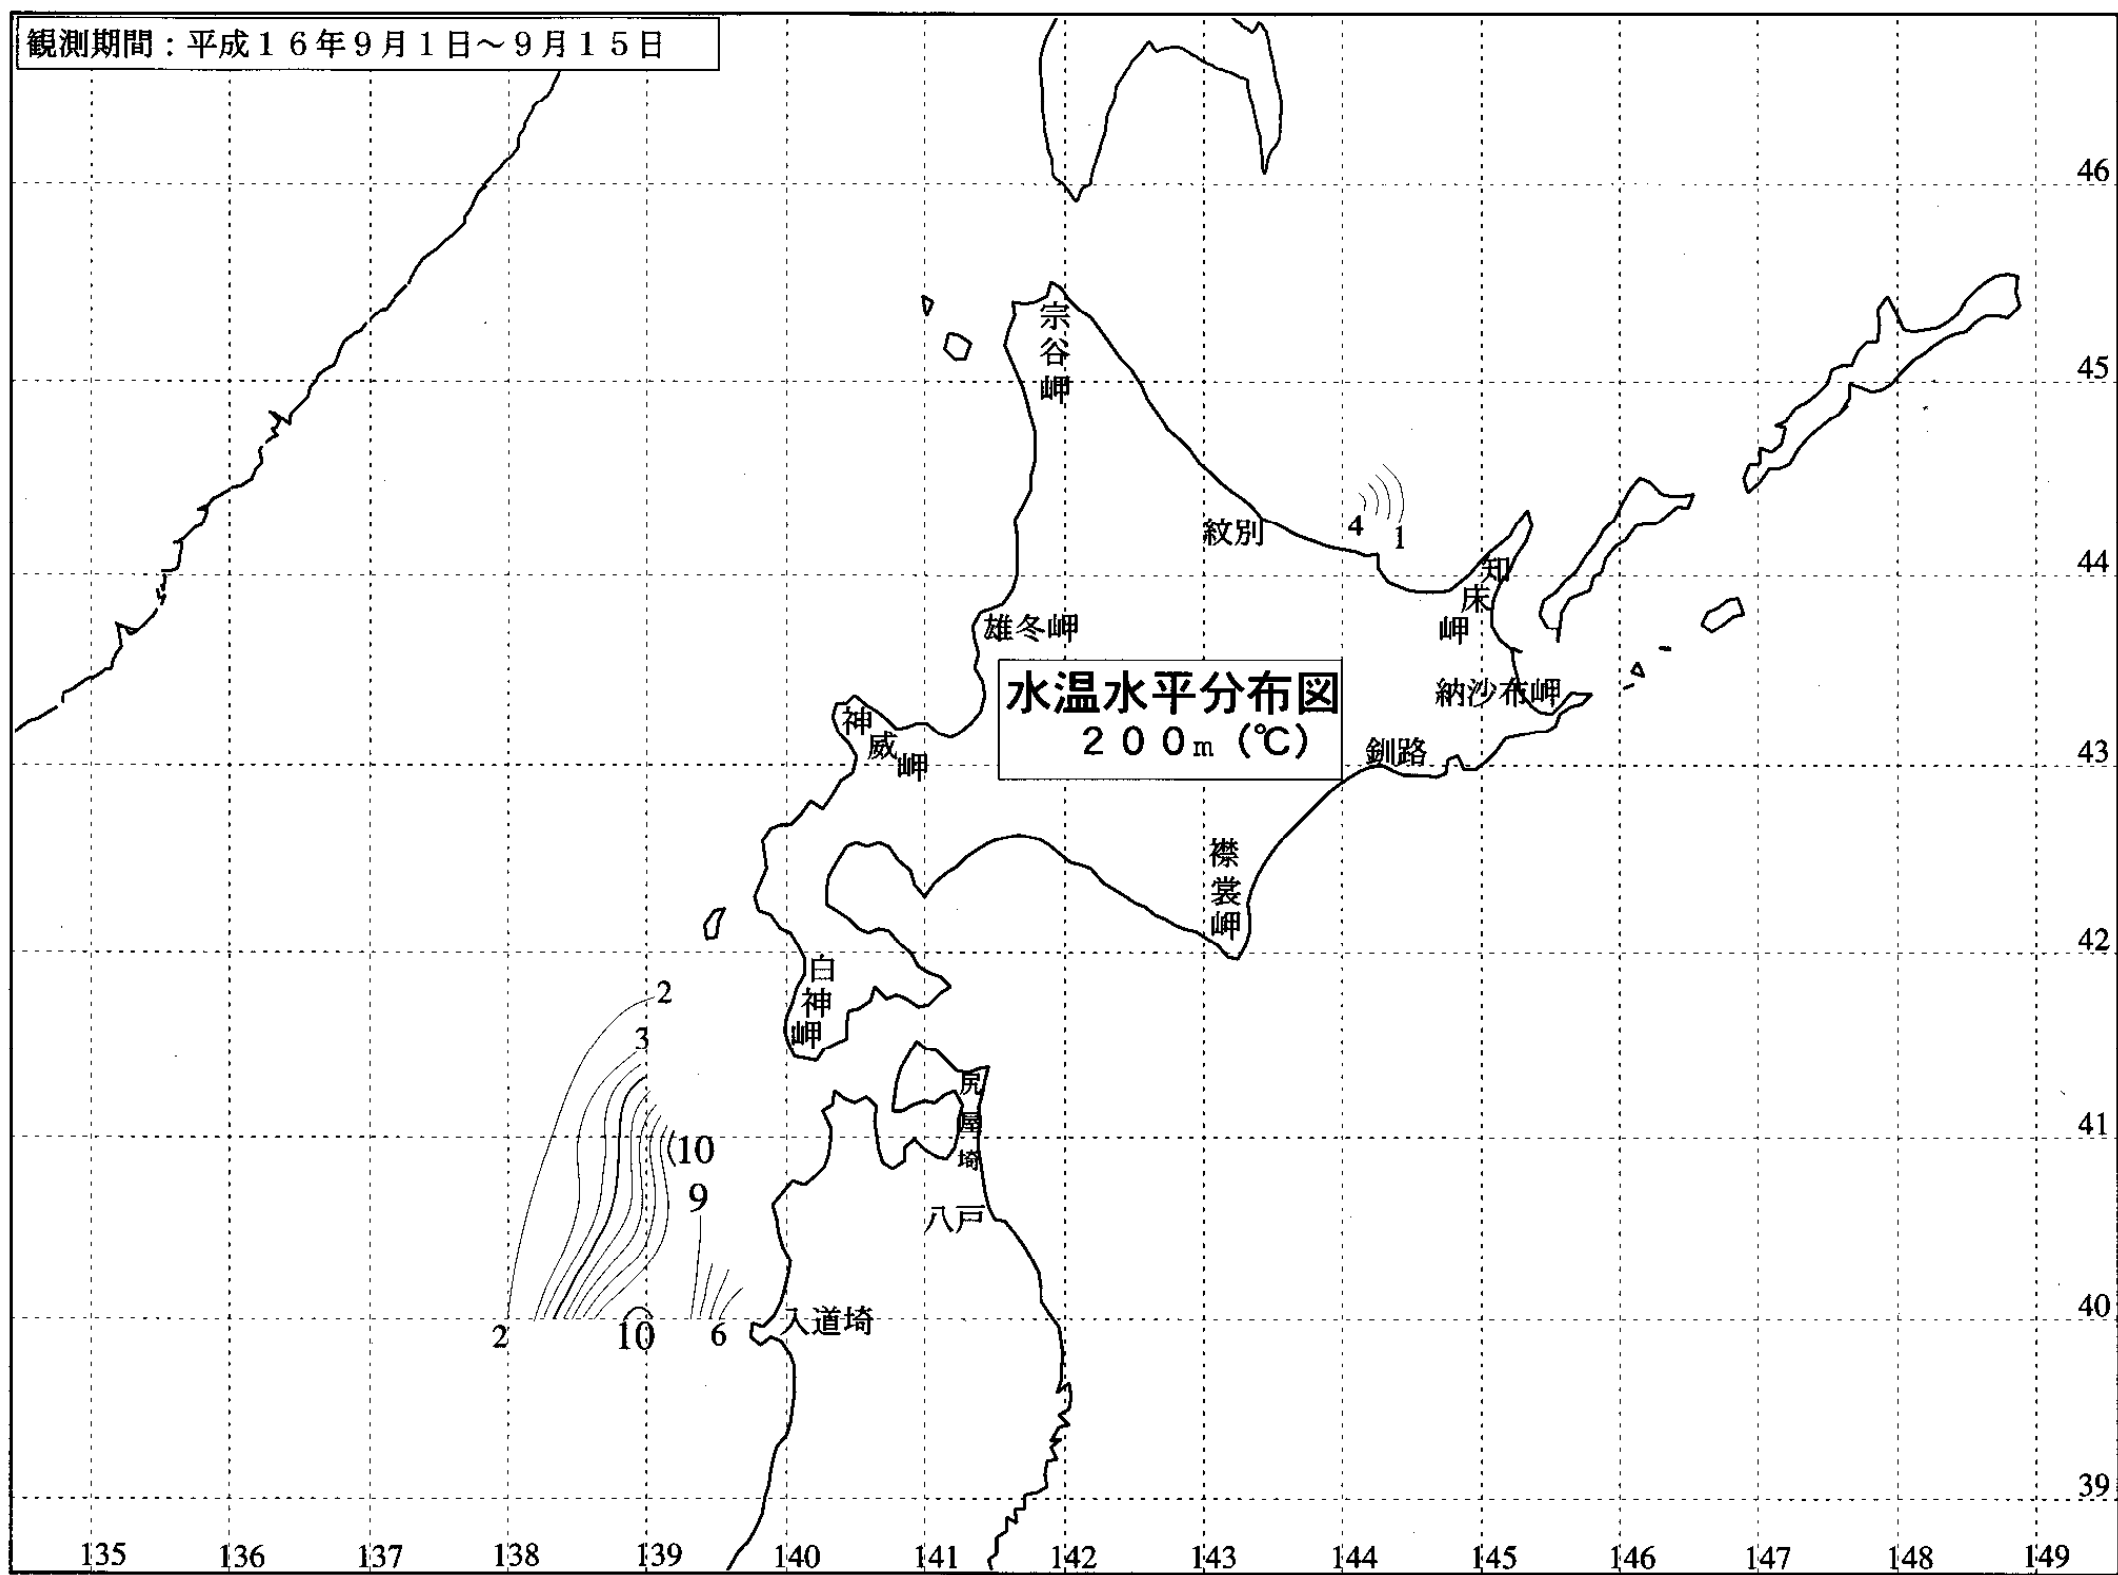 観測期間：平成１６年９月１日～９月１５日
46
宗谷岬
45
4
1
紋別
44
知床岬
雄冬岬
水温水平分布図
２００ｍ（℃）
納沙布岬
神威岬
釧路
43
襟裳岬
42
白神岬
2
3
尻屋埼
41
10
9
八戸
40
入道埼
2
10
6
39
135 136 137 138 139 140 141 142 143 144 145 146 147 148 149